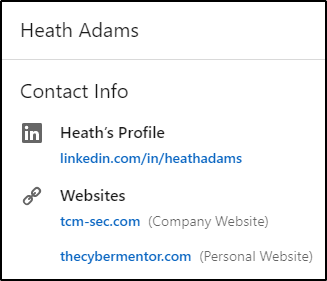 Heath Adams
Contact Info
Heath's Profile
linkedin.com/in/heathadams
Websites
tcm-sec.com (Company Website)
thecybermentor.com (Personal Website)